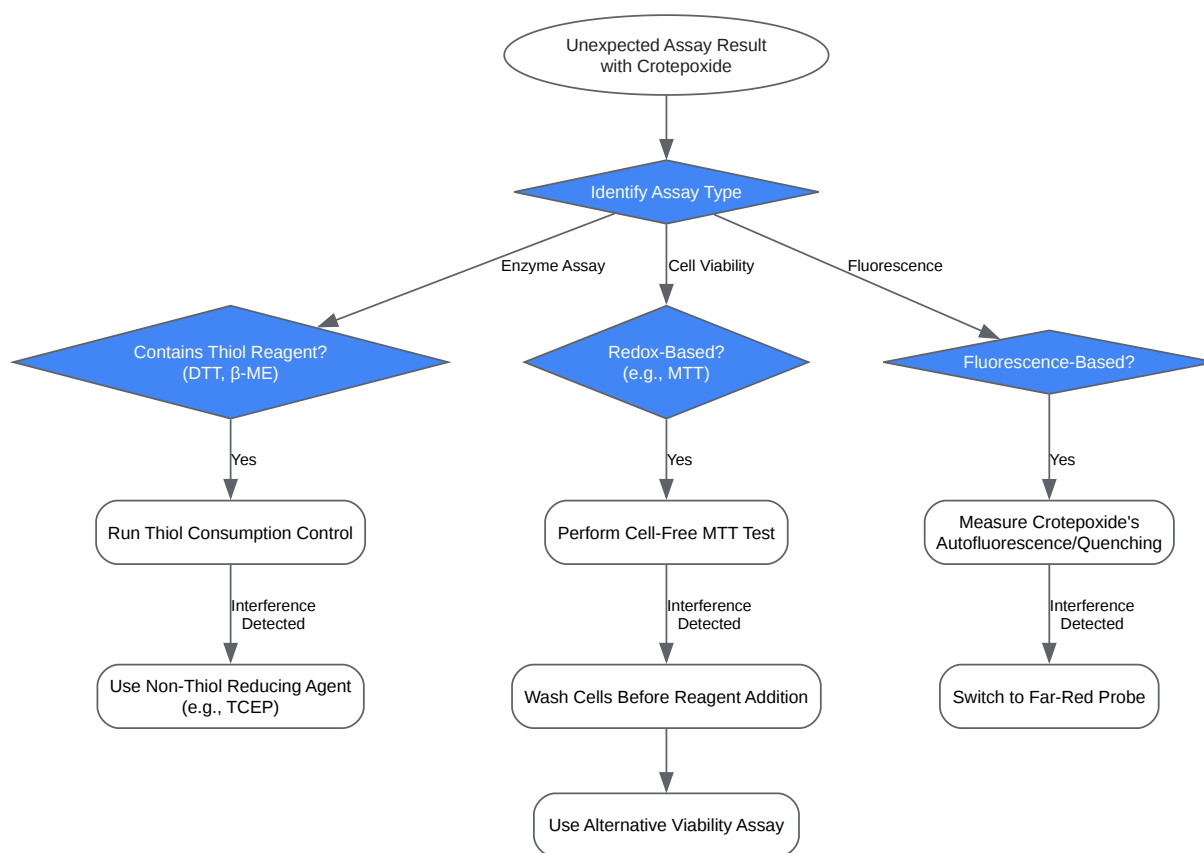 Unexpected Assay Result
with Crotepoxide
Identify Assay Type
Enzyme Assay
Cell Viability
Fluorescence
Contains Thiol Reagent?
(DTT, β-ME)
Redox-Based?
(e.g., MTT)
Fluorescence-Based?
Yes
Yes
Yes
Run Thiol Consumption Control
Perform Cell-Free MTT Test
Measure Crotepoxide's
Autofluorescence/Quenching
Interference
Detected
Interference
Detected
Interference
Detected
Use Non-Thiol Reducing Agent
(e.g., TCEP)
Wash Cells Before Reagent Addition
Switch to Far-Red Probe
Use Alternative Viability Assay